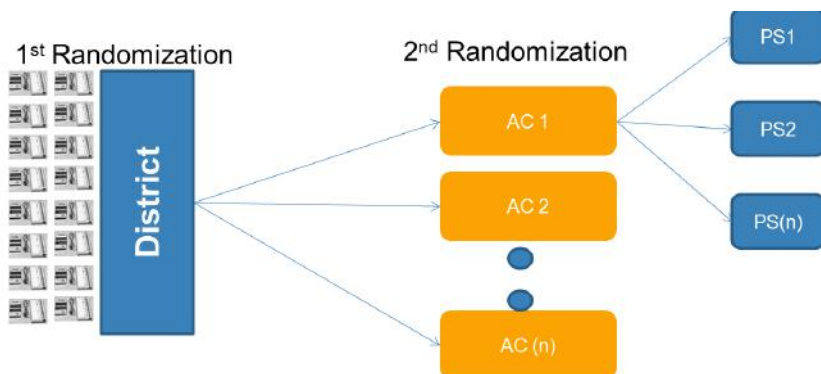 1st Randomization
District
2nd Randomization
AC 1
AC 2
AC (n)
PS1
PS2
PS(n)